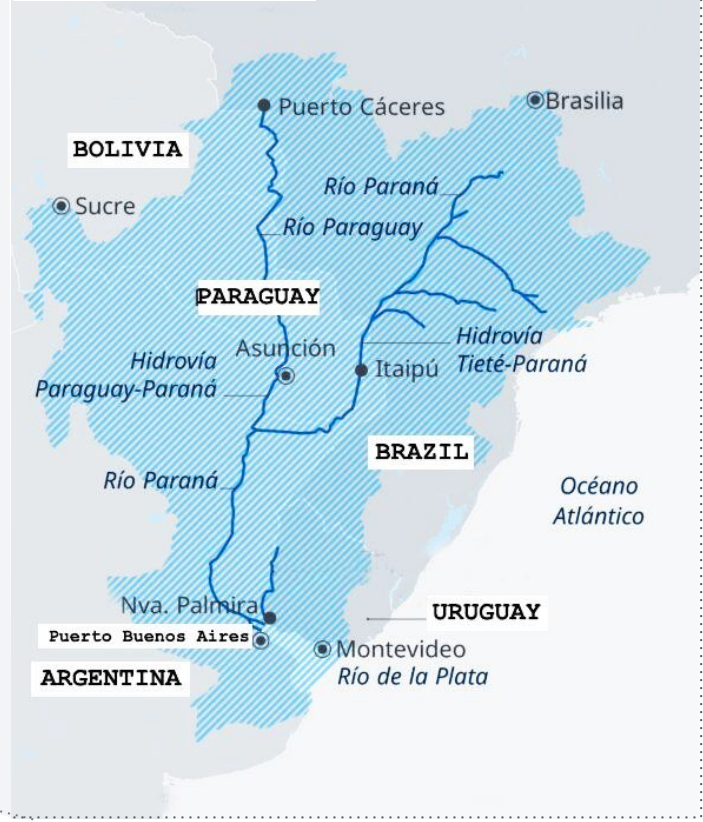 Puerto Cáceres
Brasilia
BOLIVIA
Río Paraná
Sucre
Río Paraguay
PARAGUAY
Hidrovía
Tieté-Paraná
Asunción
Hidrovía
Paraguay-Paraná
Itaipú
BRAZIL
Río Paraná
Océano
Atlántico
Nva. Palmira
URUGUAY
Puerto Buenos Aires
Montevideo
ARGENTINA
Río de la Plata